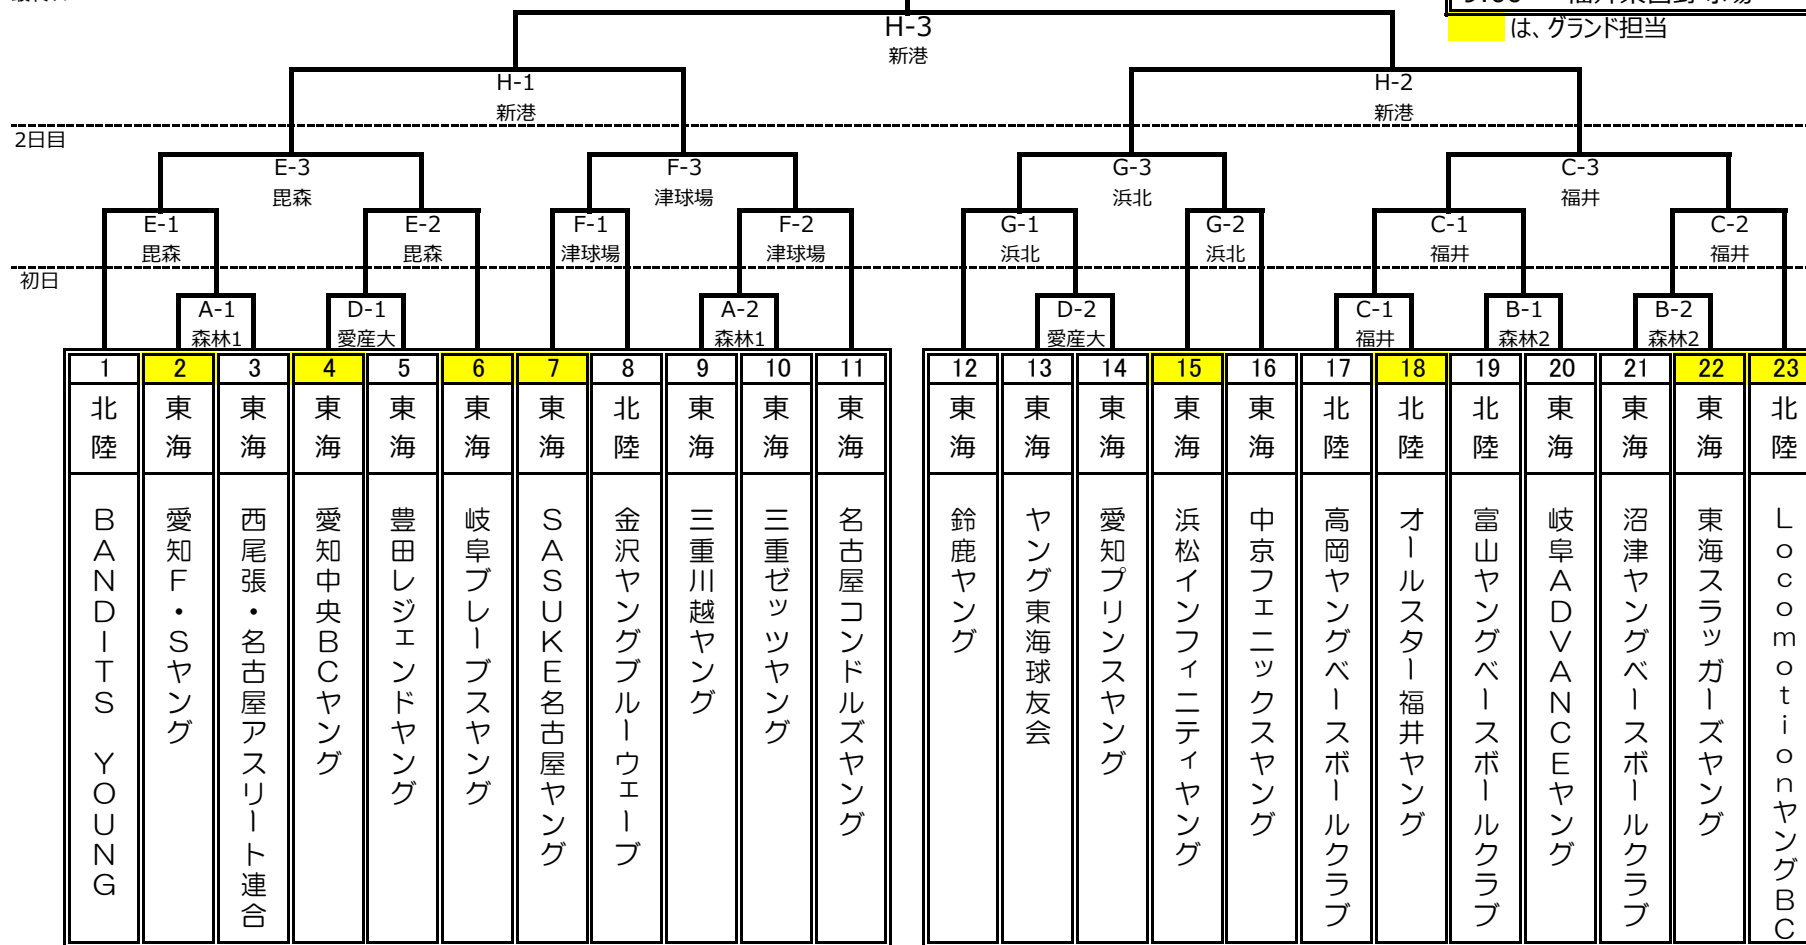 H-3
新港
は、グランド担当
H-1
新港
H-2
新港
2日目
E-3
毘森
F-3
津球場
G-3
浜北
C-3
福井
E-1
毘森
E-2
毘森
F-1
津球場
F-2
津球場
G-1
浜北
G-2
浜北
C-1
福井
C-2
福井
初日
A-1
森林1
D-1
愛産大
A-2
森林1
D-2
愛産大
C-1
福井
B-1
森林2
B-2
森林2
1
北陸
BANDITS YOUNG
2
東海
愛知F・Sヤング
3
東海
西尾張・名古屋アスリート連合
4
東海
愛知中央BCヤング
5
東海
豊田レジェンドヤング
6
東海
岐阜ブレーブスヤング
7
東海
SASUKE名古屋ヤング
8
北陸
金沢ヤングブルーウェーブ
9
東海
三重川越ヤング
10
東海
三重ゼッツヤング
11
東海
名古屋コンドルズヤング
12
東海
鈴鹿ヤング
13
東海
ヤング東海球友会
14
東海
愛知プリンスヤング
15
東海
浜松インフィニティヤング
16
東海
中京フェニックスヤング
17
北陸
高岡ヤングベースボールクラブ
18
北陸
オールスター福井ヤング
19
北陸
富山ヤングベースボールクラブ
20
東海
岐阜ADVANCEヤング
21
東海
沼津ヤングベースボールクラブ
22
東海
東海スラッガーズヤング
23
北陸
LocomotionヤングBC